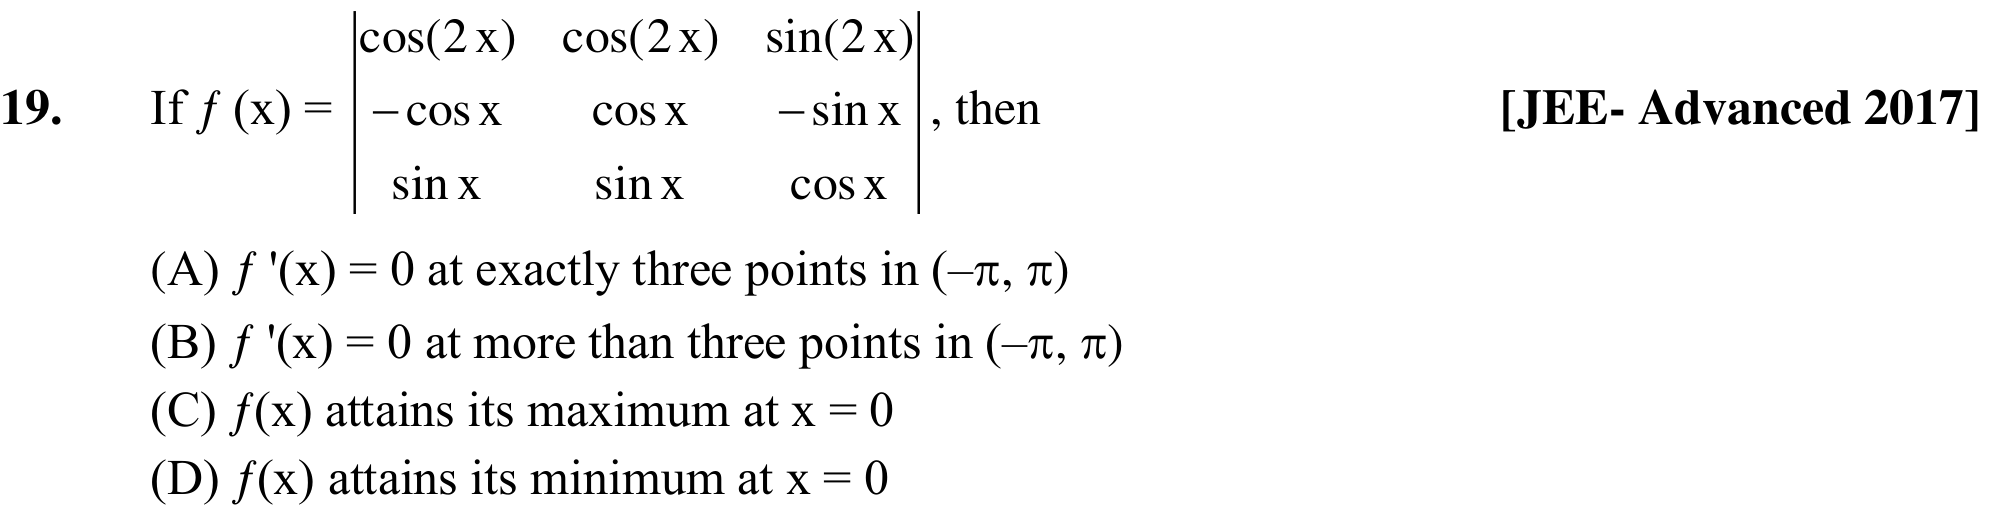 19. If f (x) = |cos(2x) cos(2x) sin(2x)|
|−cos x cos x −sin x| , then [JEE- Advanced 2017]
|sin x sin x cos x|
(A) f '(x) = 0 at exactly three points in (–π, π)
(B) f '(x) = 0 at more than three points in (–π, π)
(C) f(x) attains its maximum at x = 0
(D) f(x) attains its minimum at x = 0